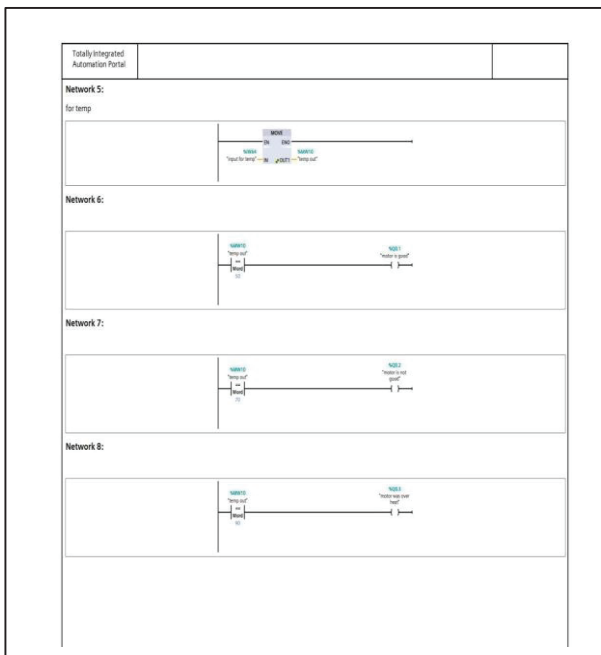 Totally Integrated
Automation Portal
Network 5:
for temp
MOVE
EN ENO
%IW64 %MW10
"input for temp" IN OUT1 "temp out"
Network 6:
%MW10 %Q0.1
"temp out" "motor is good"
==
Word
Network 7:
%MW10 %Q0.2
"temp out" "motor is not
good"
==
Word
Network 8:
%MW10 %Q0.3
"temp out" "motor was over
heat"
==
Word